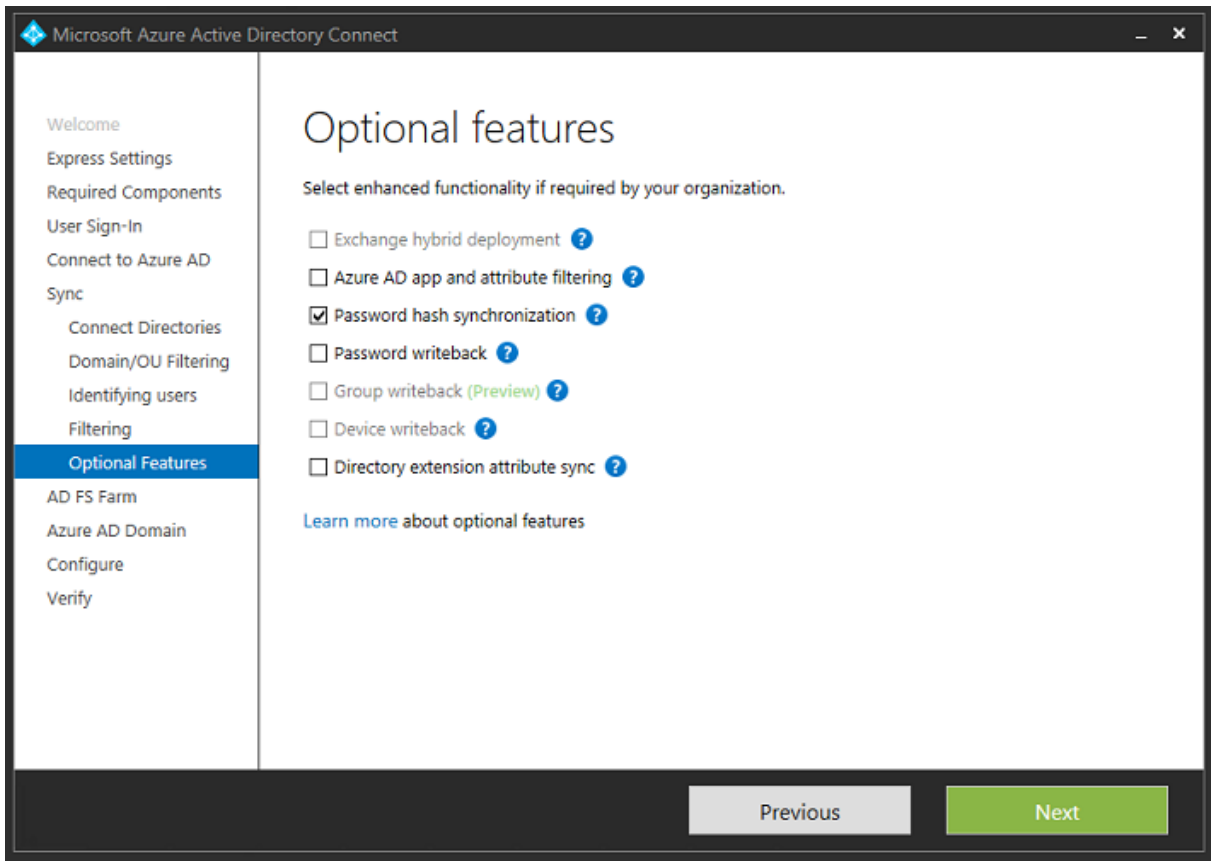 Microsoft Azure Active Directory Connect
Welcome
Express Settings
Required Components
User Sign-In
Connect to Azure AD
Sync
Connect Directories
Domain/OU Filtering
Identifying users
Filtering
Optional Features
AD FS Farm
Azure AD Domain
Configure
Verify
Optional features
Select enhanced functionality if required by your organization.
Exchange hybrid deployment ?
Azure AD app and attribute filtering ?
Password hash synchronization ?
Password writeback ?
Group writeback (Preview) ?
Device writeback ?
Directory extension attribute sync ?
Learn more about optional features
Previous
Next